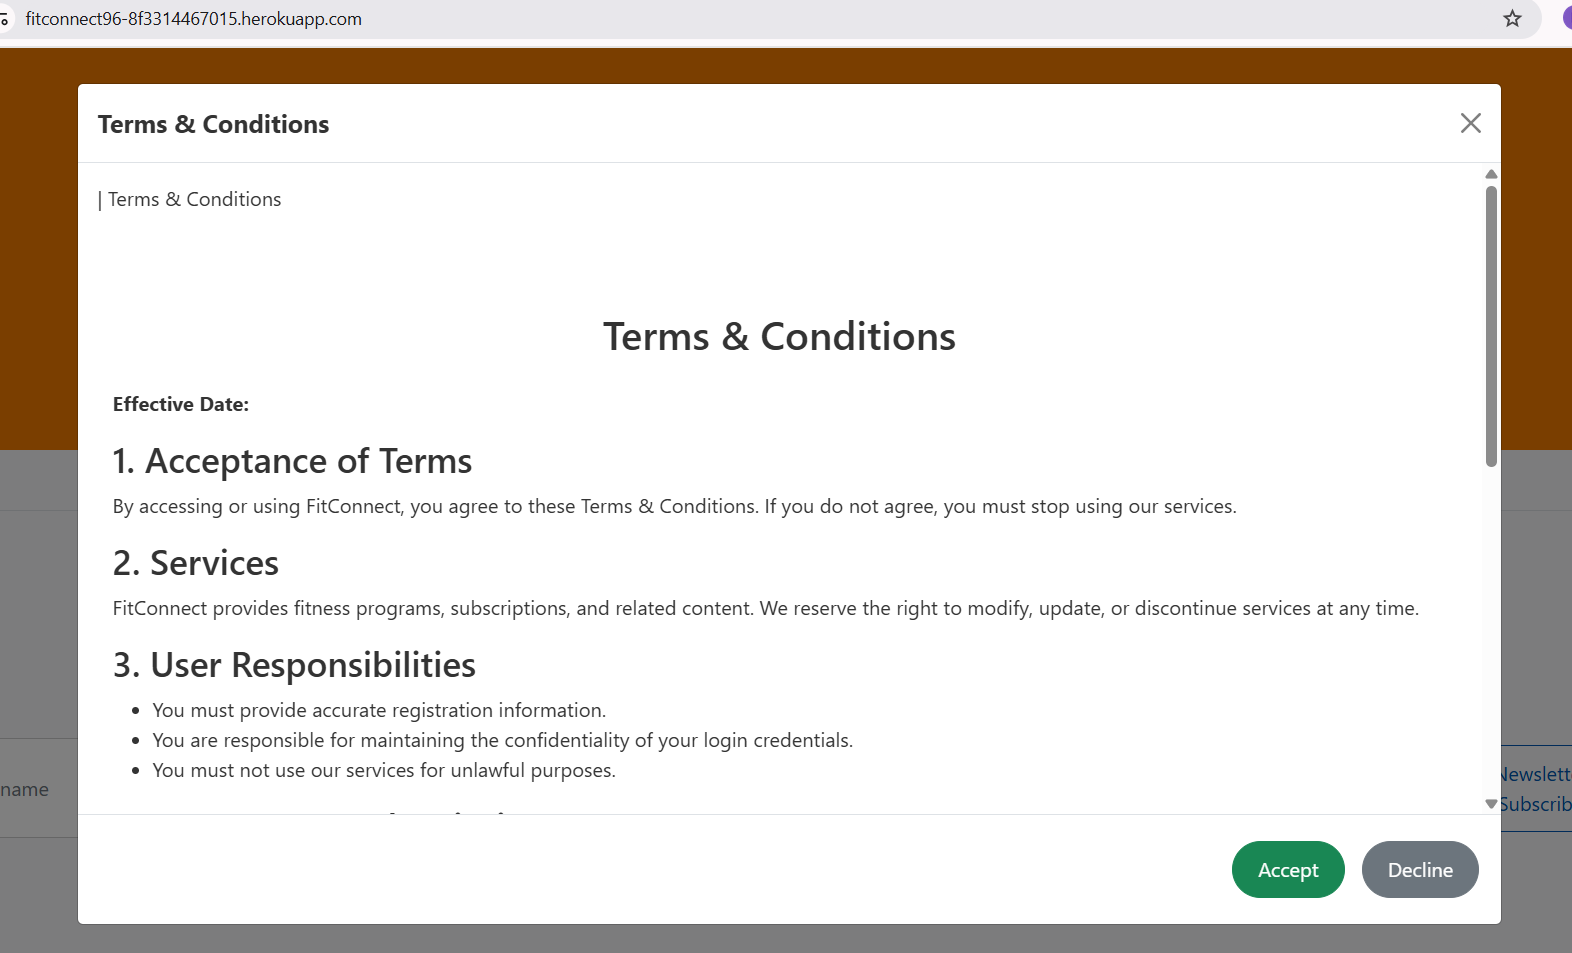 fitconnect96-8f3314467015.herokuapp.com
Terms & Conditions
| Terms & Conditions
Terms & Conditions
Effective Date:
1. Acceptance of Terms
By accessing or using FitConnect, you agree to these Terms & Conditions. If you do not agree, you must stop using our services.
2. Services
FitConnect provides fitness programs, subscriptions, and related content. We reserve the right to modify, update, or discontinue services at any time.
3. User Responsibilities
• You must provide accurate registration information.
• You are responsible for maintaining the confidentiality of your login credentials.
• You must not use our services for unlawful purposes.
name
Newslett
Subscrib
Accept
Decline